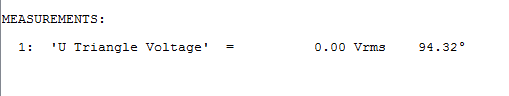 MEASUREMENTS:
1: 'U Triangle Voltage' = 0.00 Vrms 94.32°